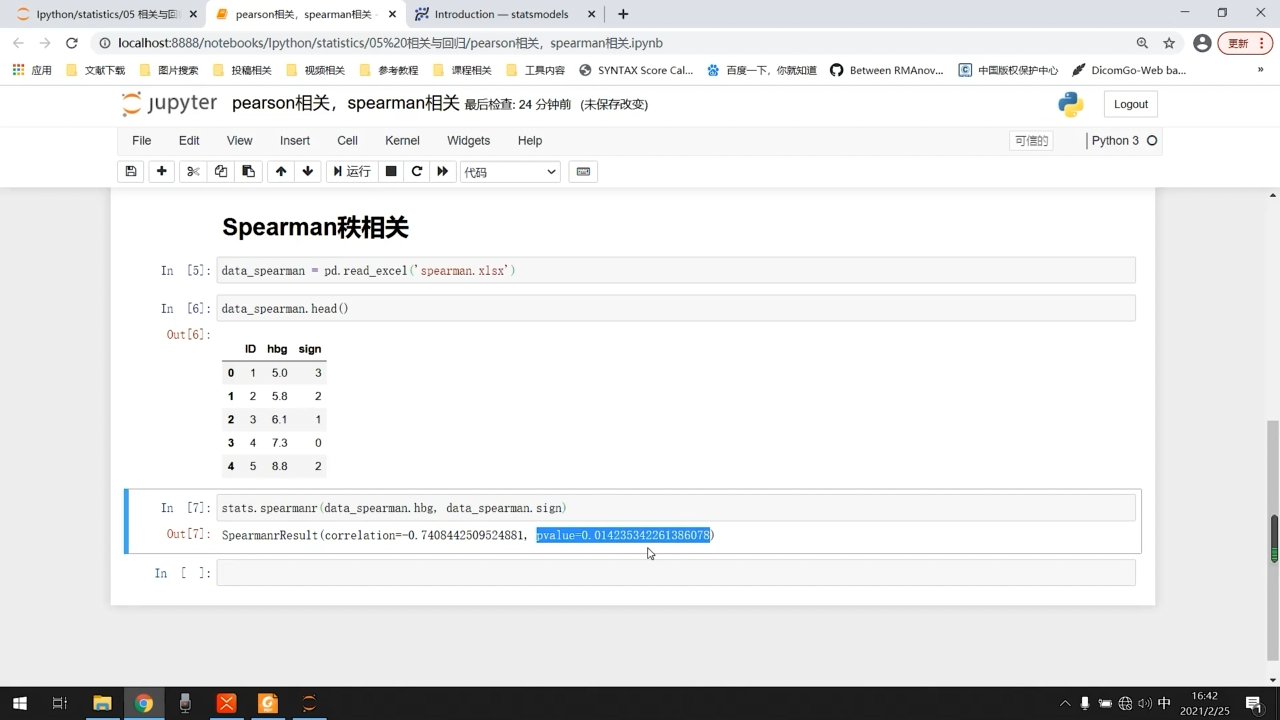 Ipython/statistics/05 相关与回归
pearson相关，spearman相关 -
Introduction — statsmodels
localhost:8888/notebooks/Ipython/statistics/05%20相关与回归/pearson相关，spearman相关.ipynb
更新
应用
文献下载
图片搜索
投稿相关
视频相关
参考教程
课程相关
工具内容
SYNTAX Score Cal...
百度一下，你就知道
Between RMAnov...
中国版权保护中心
DicomGo-Web ba...
»
jupyter
pearson相关，spearman相关 最后检查: 24 分钟前 (未保存改变)
Logout
File Edit View Insert Cell Kernel Widgets Help
可信的
Python 3
运行
代码
Spearman秩相关
In [5]: data_spearman = pd.read_excel('spearman.xlsx')
In [6]: data_spearman.head()
Out[6]:
ID hbg sign
0 1 5.0 3
1 2 5.8 2
2 3 6.1 1
3 4 7.3 0
4 5 8.8 2
In [7]: stats.spearmanr(data_spearman.hbg, data_spearman.sign)
Out[7]: SpearmanrResult(correlation=-0.7408442509524881, pvalue=0.014235342261386078)
In [ ]:
中
16:42
2021/2/25
1